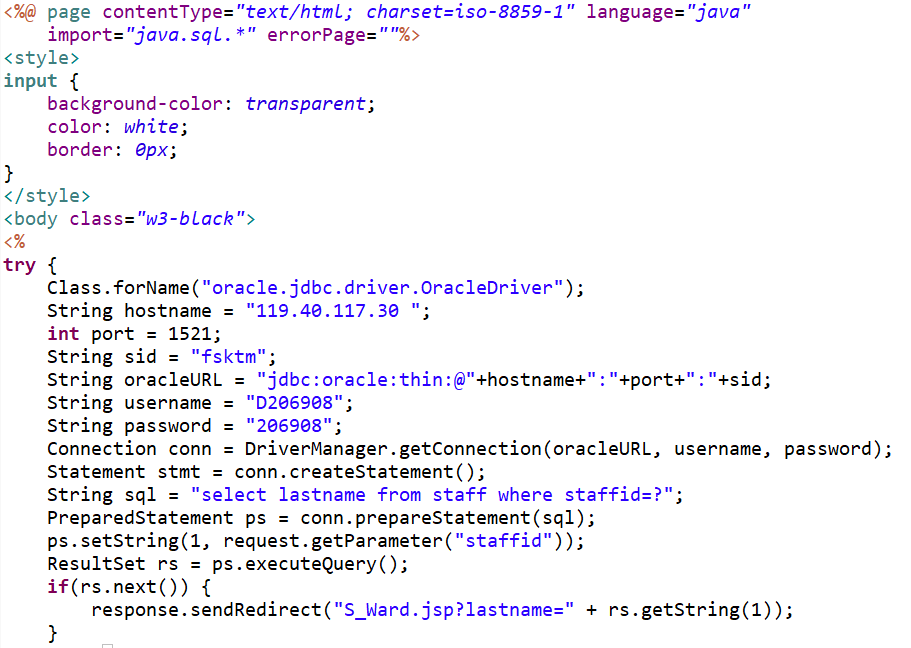 <%@ page contentType="text/html; charset=iso-8859-1" language="java"
    import="java.sql.*" errorPage=""%>
<style>
input {
    background-color: transparent;
    color: white;
    border: 0px;
}
</style>
<body class="w3-black">
<%
try {
    Class.forName("oracle.jdbc.driver.OracleDriver");
    String hostname = "119.40.117.30 ";
    int port = 1521;
    String sid = "fsktm";
    String oracleURL = "jdbc:oracle:thin:@"+hostname+":"+port+":"+sid;
    String username = "D206908";
    String password = "206908";
    Connection conn = DriverManager.getConnection(oracleURL, username, password);
    Statement stmt = conn.createStatement();
    String sql = "select lastname from staff where staffid=?";
    PreparedStatement ps = conn.prepareStatement(sql);
    ps.setString(1, request.getParameter("staffid"));
    ResultSet rs = ps.executeQuery();
    if(rs.next()) {
        response.sendRedirect("S_Ward.jsp?lastname=" + rs.getString(1));
    }